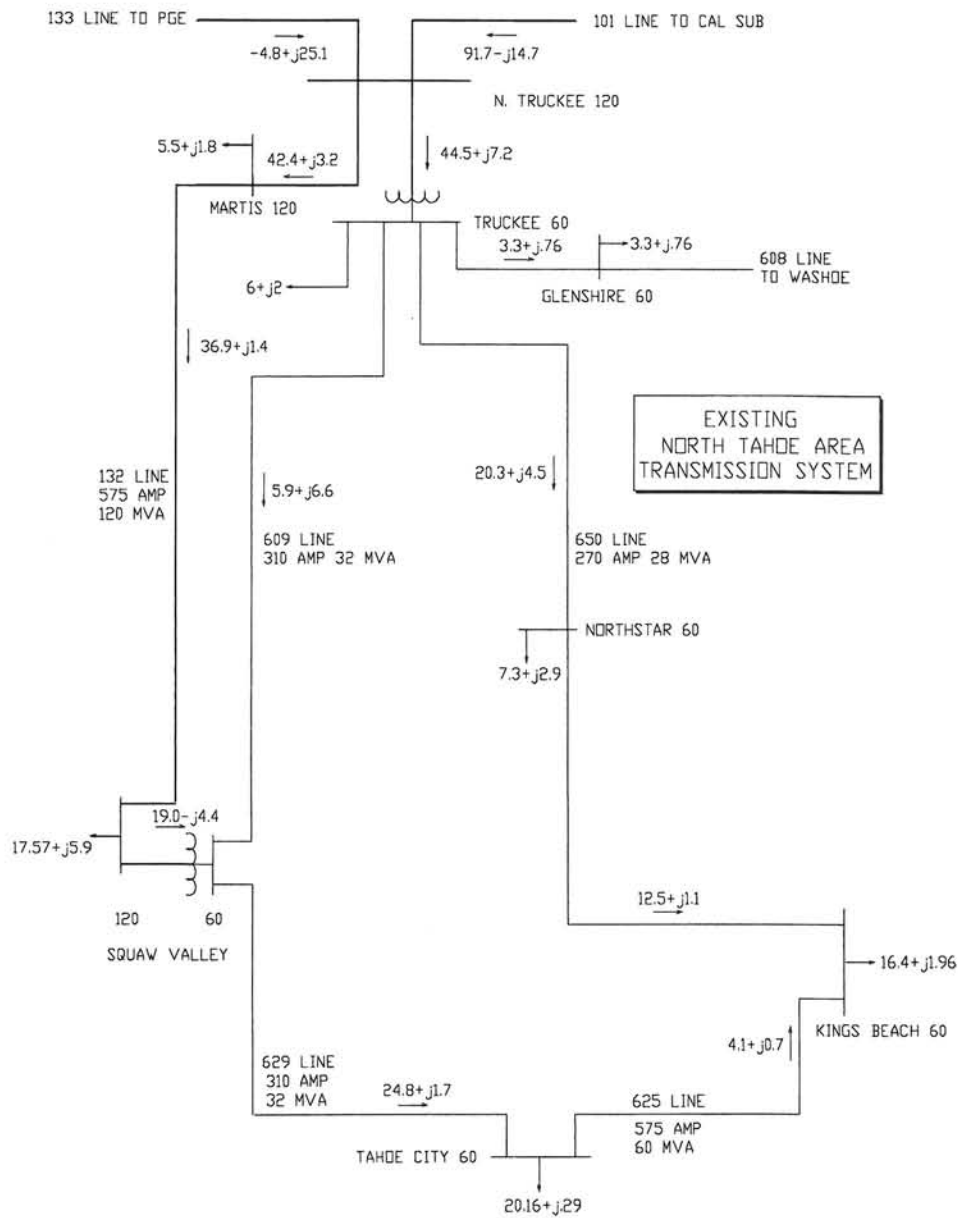 133 LINE TO PGE
101 LINE TO CAL SUB
-4.8+j25.1
91.7-j14.7
N. TRUCKEE 120
5.5+j1.8
42.4+j3.2
44.5+j7.2
MARTIS 120
TRUCKEE 60
3.3+j.76
3.3+j.76
608 LINE
TO WASHOE
6+j2
GLENSHIRE 60
36.9+j1.4
EXISTING
NORTH TAHOE AREA
TRANSMISSION SYSTEM
132 LINE
575 AMP
120 MVA
5.9+j6.6
20.3+j4.5
609 LINE
310 AMP 32 MVA
650 LINE
270 AMP 28 MVA
NORTHSTAR 60
7.3+j2.9
19.0-j4.4
17.57+j5.9
120
60
SQUAW VALLEY
12.5+j1.1
16.4+j1.96
KINGS BEACH 60
4.1+j0.7
629 LINE
310 AMP
32 MVA
24.8+j1.7
625 LINE
575 AMP
60 MVA
TAHOE CITY 60
20.16+j.29